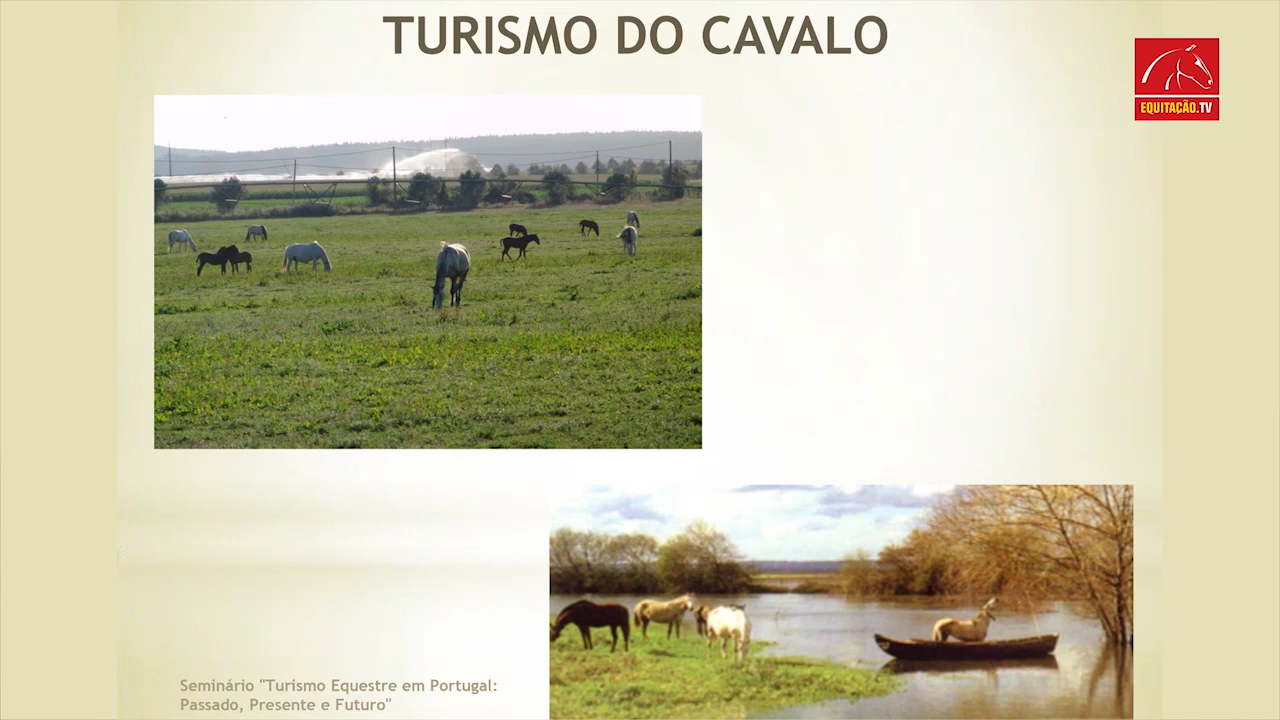 TURISMO DO CAVALO
EQUITAÇÃO.TV
Seminário "Turismo Equestre em Portugal:
Passado, Presente e Futuro"